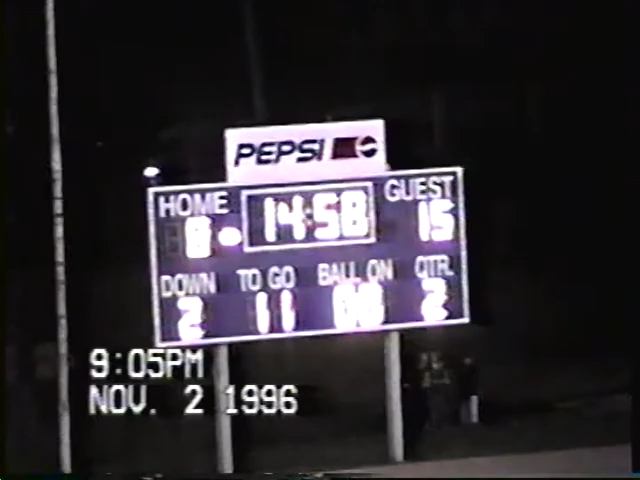 PEPSI
HOME 14:58 GUEST
8 15
DOWN TO GO BALL ON QTR.
2 11 2
9:05PM
NOV. 2 1996